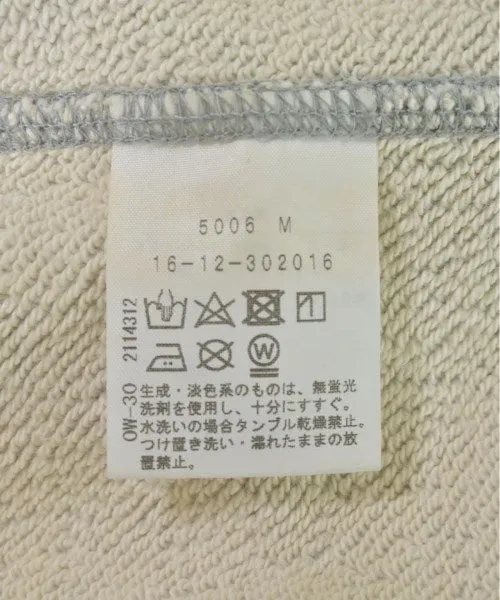 5006 M
16-12-302016
OW-30 2114312
W
生成・淡色系のものは、無蛍光
洗剤を使用し、十分にすすぐ。
水洗いの場合タンブル乾燥禁止。
つけ置き洗い・濡れたままの放
置禁止。